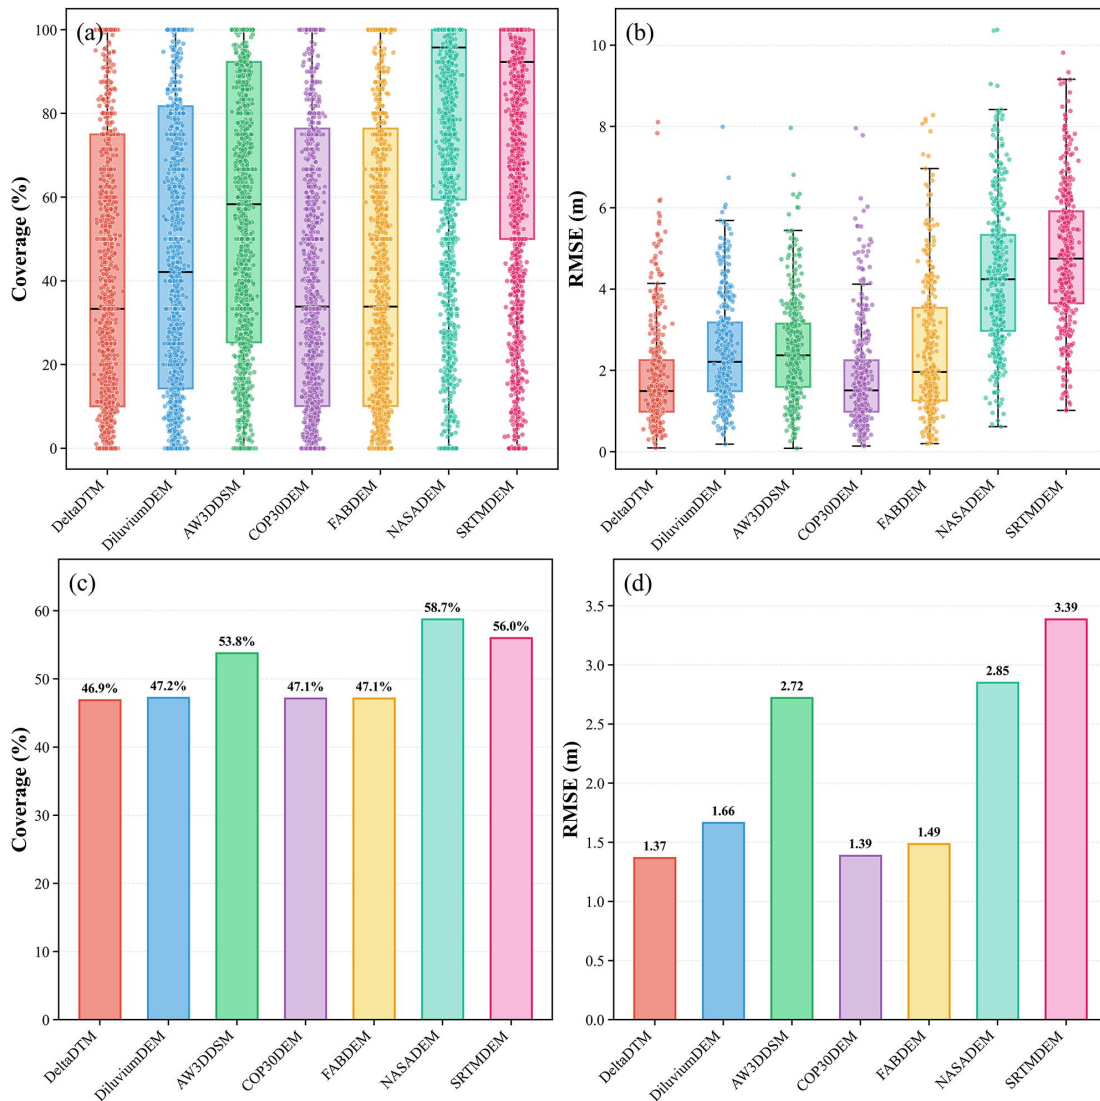 (a)
Coverage (%)
100
80
60
40
20
0
DeltaDTM
DiluviumDEM
AW3DDSM
COP30DEM
FABDEM
NASADEM
SRTMDEM
(b)
RMSE (m)
10
8
6
4
2
0
DeltaDTM
DiluviumDEM
AW3DDSM
COP30DEM
FABDEM
NASADEM
SRTMDEM
(c)
Coverage (%)
60
50
40
30
20
10
0
46.9%
47.2%
53.8%
47.1%
47.1%
58.7%
56.0%
DeltaDTM
DiluviumDEM
AW3DDSM
COP30DEM
FABDEM
NASADEM
SRTMDEM
(d)
RMSE (m)
3.5
3.0
2.5
2.0
1.5
1.0
0.5
0.0
1.37
1.66
2.72
1.39
1.49
2.85
3.39
DeltaDTM
DiluviumDEM
AW3DDSM
COP30DEM
FABDEM
NASADEM
SRTMDEM